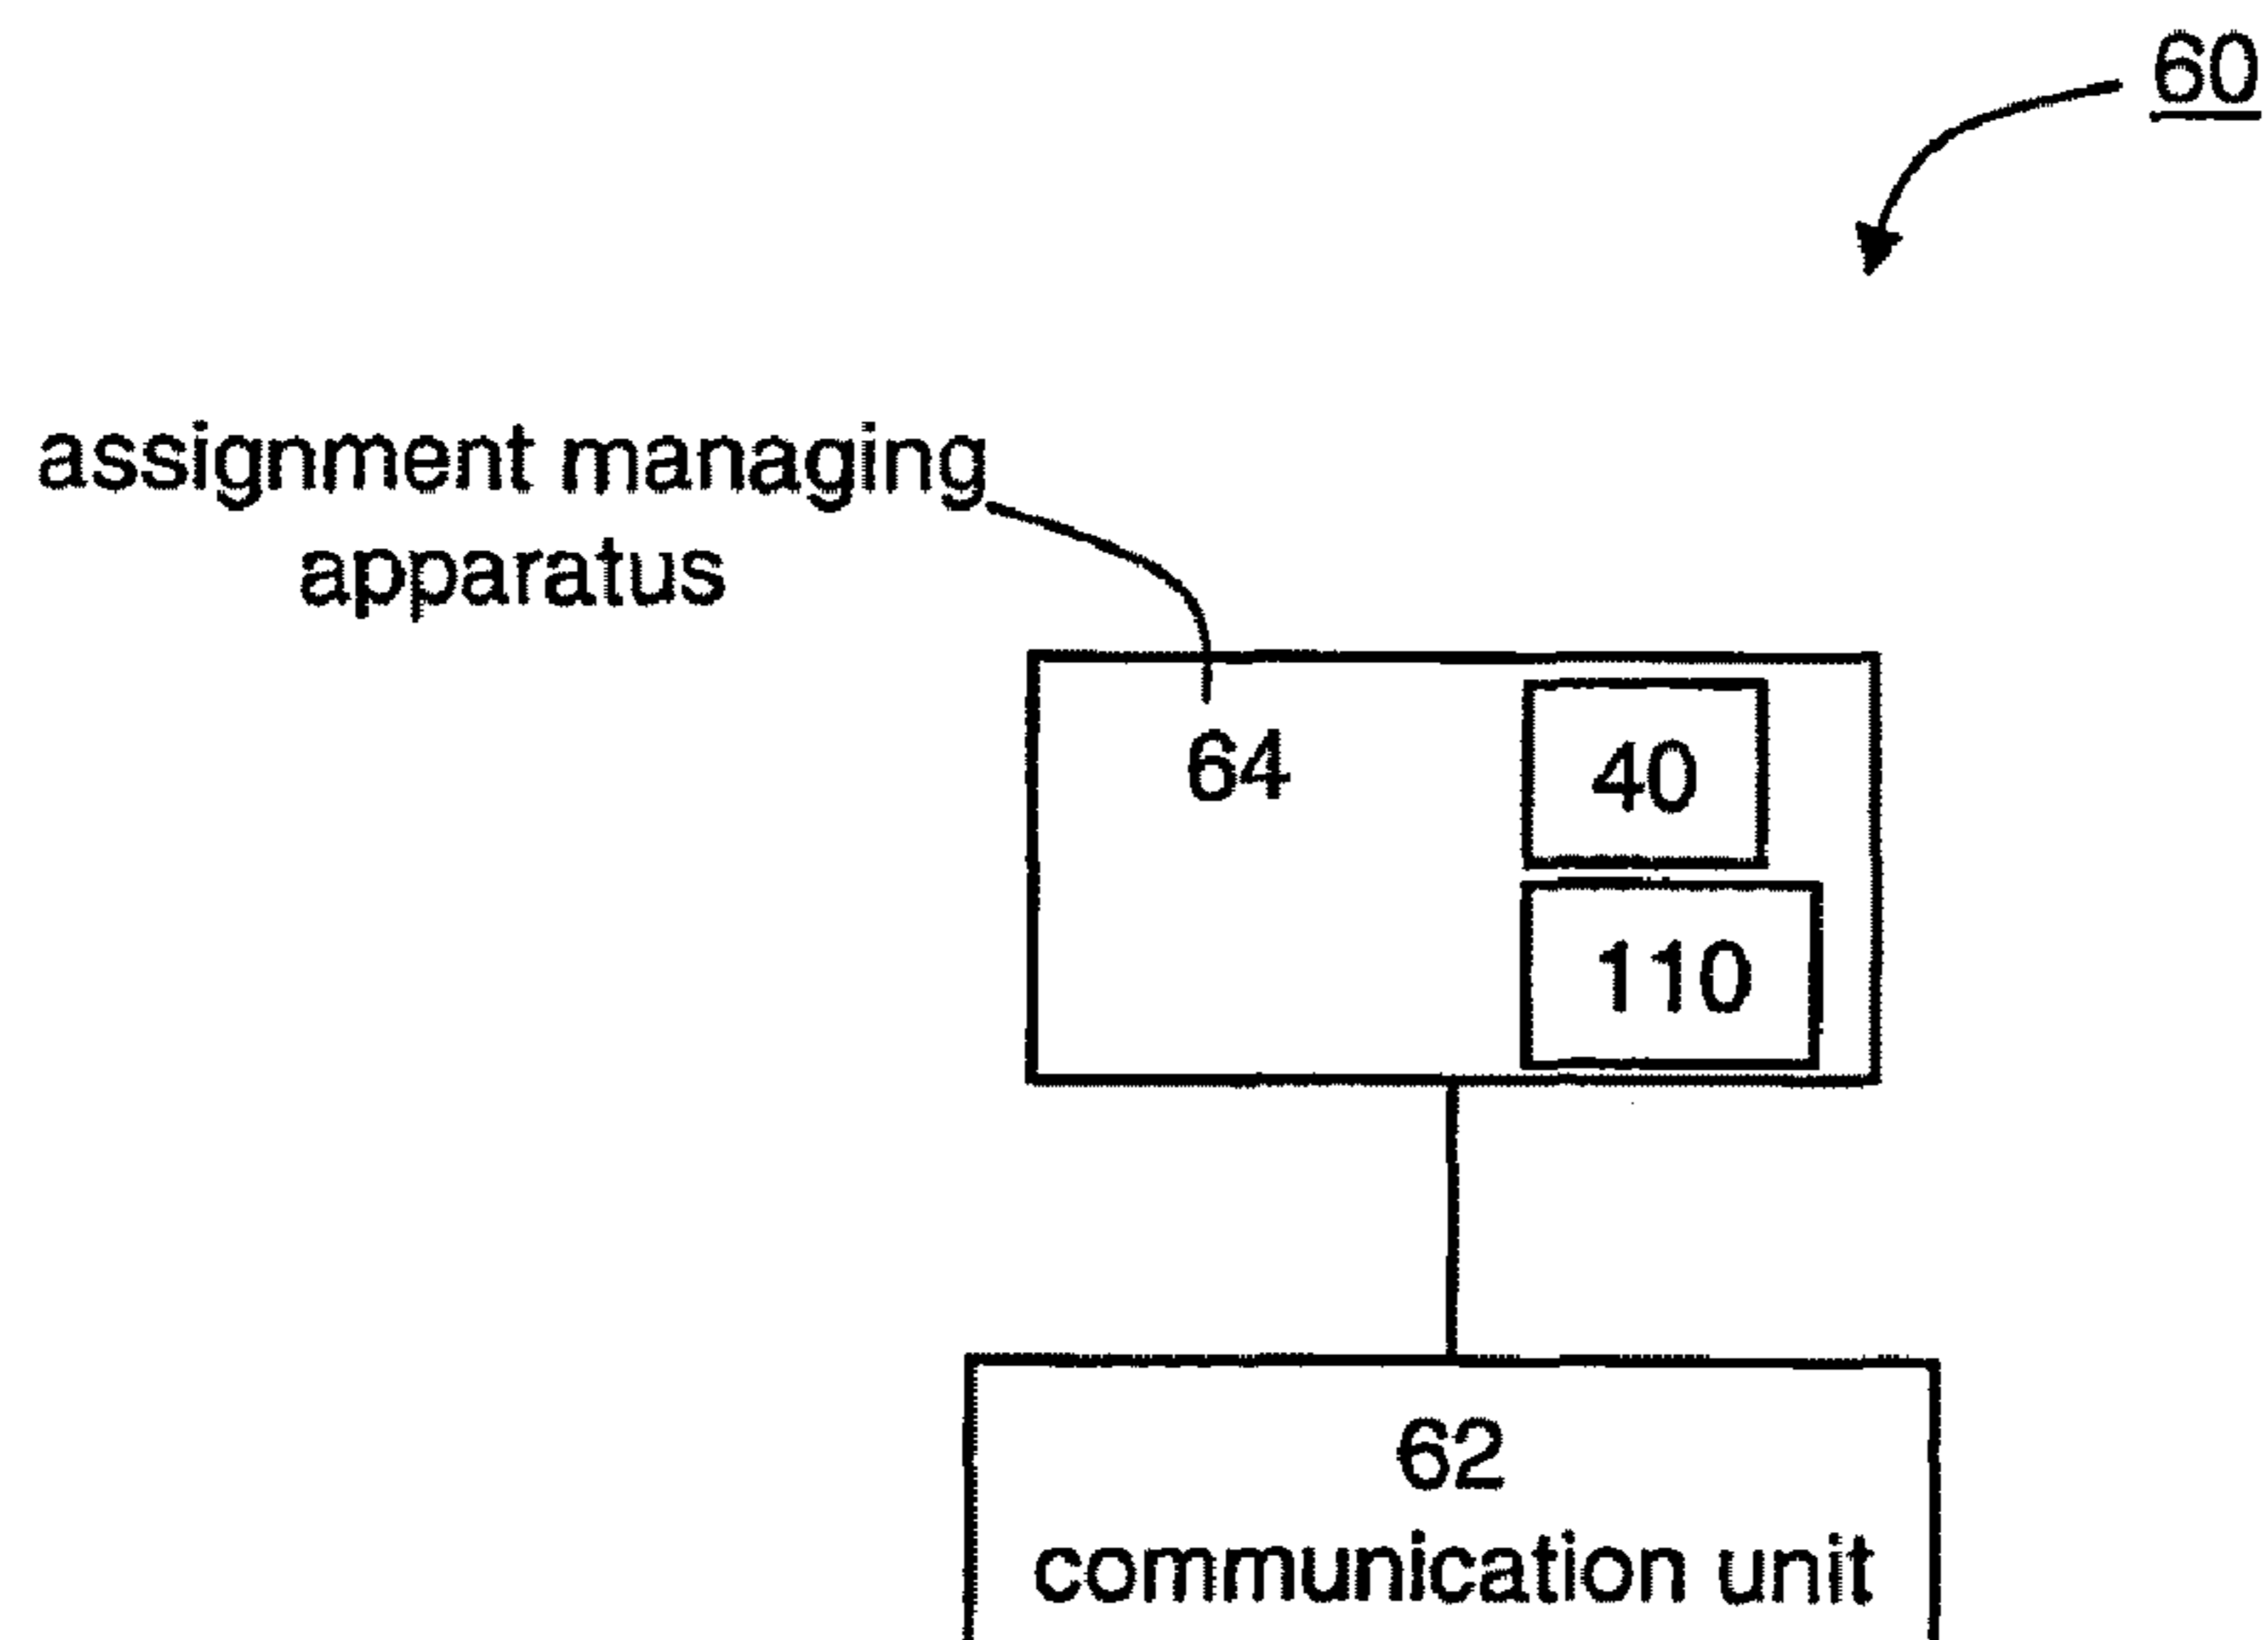 60
assignment managing
apparatus
64
40
110
62
communication unit